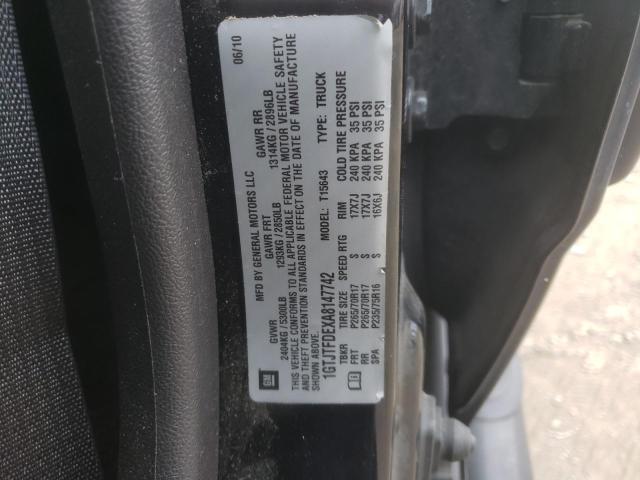 MFD BY GENERAL MOTORS LLC
06/10
GVWR
GAWR FRT
GAWR RR
2404KG / 5300LB
1293KG / 2850LB
1314KG / 2896LB
THIS VEHICLE CONFORMS TO ALL APPLICABLE FEDERAL MOTOR VEHICLE SAFETY
AND THEFT PREVENTION STANDARDS IN EFFECT ON THE DATE OF MANUFACTURE
SHOWN ABOVE.
1GTJTFDEXA8147742
MODEL: T15643
TYPE: TRUCK
TBKR TIRE SIZE SPEED RTG RIM COLD TIRE PRESSURE
FRT P265/70R17 S 17X7J 240 KPA 35 PSI
RR P265/70R17 S 17X7J 240 KPA 35 PSI
SPA P235/75R16 S 16X6J 240 KPA 35 PSI
GM